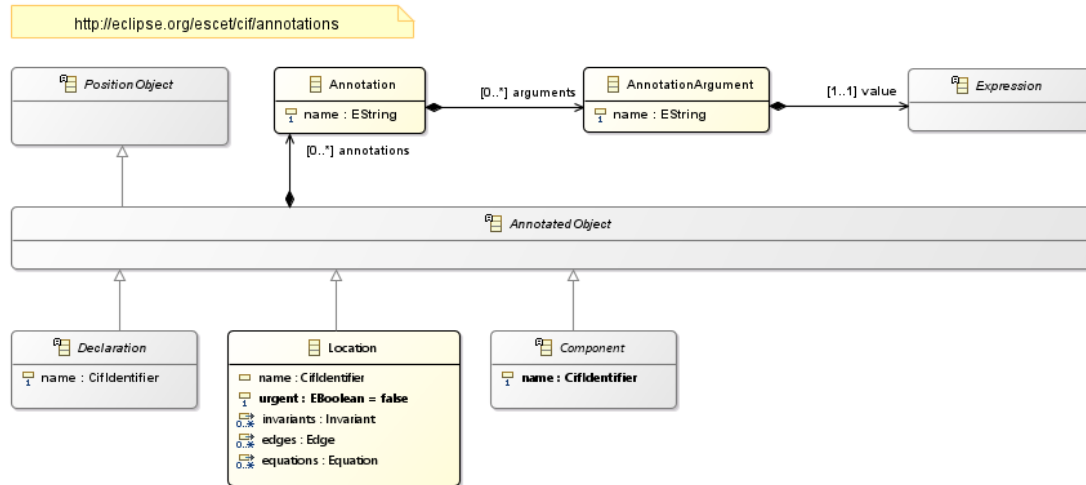 http://eclipse.org/escet/cif/annotations
PositionObject
Annotation
name : EString
[0..*] arguments
AnnotationArgument
name : EString
[1..1] value
Expression
[0..*] annotations
AnnotatedObject
Declaration
name : CifIdentifier
Location
name : CifIdentifier
urgent : EBoolean = false
invariants : Invariant
edges : Edge
equations : Equation
Component
name : CifIdentifier